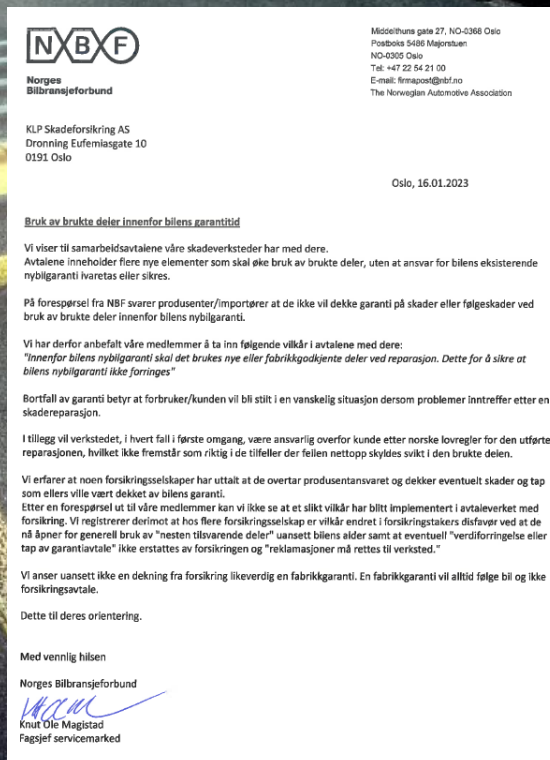 NBF
Norges
Bilbransjeforbund
Middelthuns gate 27, NO-0368 Oslo
Postboks 5486 Majorstuen
NO-0305 Oslo
Tel: +47 22 54 21 00
E-mail: firmapost@nbf.no
The Norwegian Automotive Association
KLP Skadeforsikring AS
Dronning Eufemiasgate 10
0191 Oslo
Oslo, 16.01.2023
Bruk av brukte deler innenfor bilens garantitid
Vi viser til samarbeidsavtalene våre skadeverksteder har med dere.
Avtalene inneholder flere nye elementer som skal øke bruk av brukte deler, uten at ansvar for bilens eksisterende
nybilgaranti ivaretas eller sikres.
På forespørsel fra NBF svarer produsenter/importører at de ikke vil dekke garanti på skader eller følgeskader ved
bruk av brukte deler innenfor bilens nybilgaranti.
Vi har derfor anbefalt våre medlemmer å ta inn følgende vilkår i avtalene med dere:
"Innenfor bilens nybilgaranti skal det brukes nye eller fabrikkgodkjente deler ved reparasjon. Dette for å sikre at
bilens nybilgaranti ikke forringes"
Bortfall av garanti betyr at forbruker/kunden vil bli stilt i en vanskelig situasjon dersom problemer inntreffer etter en
skadereparasjon.
I tillegg vil verkstedet, i hvert fall i første omgang, være ansvarlig overfor kunde etter norske lovregler for den utførte
reparasjonen, hvilket ikke fremstår som riktig i de tilfeller der feilen nettopp skyldes svikt i den brukte deien.
Vi erfarer at noen forsikringsselskaper har uttalt at de overtar produsentansvaret og dekker eventuelt skader og tap
som ellers ville vært dekket av bilens garanti.
Etter en forespørsel ut til våre medlemmer kan vi ikke se at et slikt vilkår har blitt implementert i avtaleverket med
forsikring. Vi registrerer derimot at hos flere forsikringsselskap er vilkår endret i forsikringstakers disfavør ved at de
nå åpner for generell bruk av "nesten tilsvarende deler" uansett bilens alder samt at eventuell "verdiforringelse eller
tap av garantiavtale" ikke erstattes av forsikringen og "reklamasjoner må rettes til verksted."
Vi anser uansett ikke en dekning fra forsikring likeverdig en fabrikkgaranti. En fabrikkgaranti vil alltid følge bil og ikke
forsikringsavtale.
Dette til deres orientering.
Med vennlig hilsen
Norges Bilbransjeforbund
Knut Ole Magistad
Fagsjef servicemarked